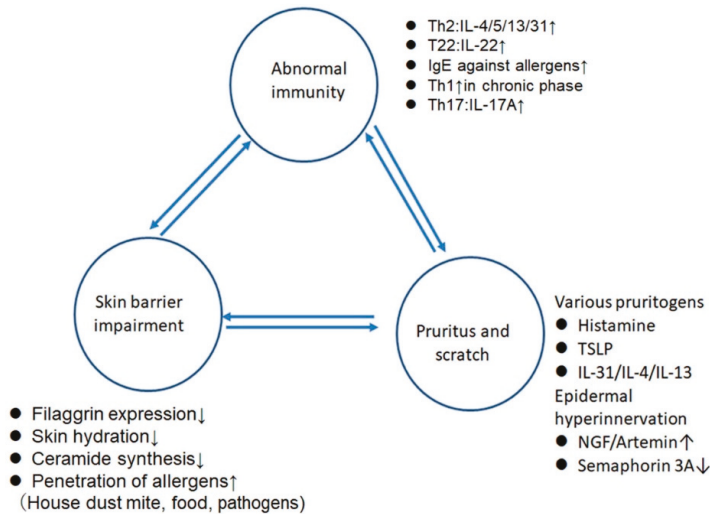 Abnormal
immunity
● Th2:IL-4/5/13/31↑
● T22:IL-22↑
● IgE against allergens↑
● Th1↑in chronic phase
● Th17:IL-17A↑
Skin barrier
impairment
● Filaggrin expression↓
● Skin hydration↓
● Ceramide synthesis↓
● Penetration of allergens↑
(House dust mite, food, pathogens)
Pruritus and
scratch
Various pruritogens
● Histamine
● TSLP
● IL-31/IL-4/IL-13
Epidermal
hyperinnervation
● NGF/Artemin↑
● Semaphorin 3A↓